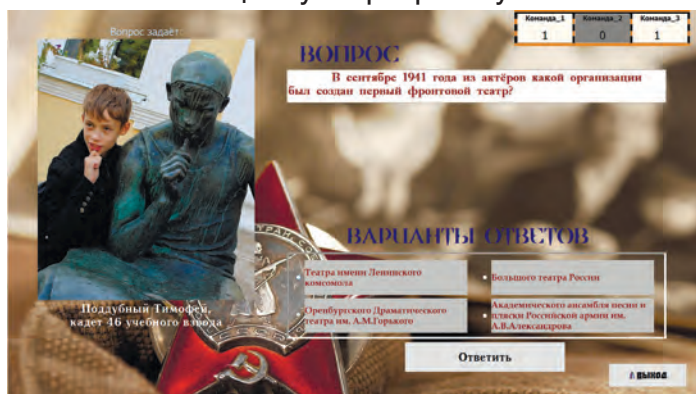 Вопрос задаёт
Команда_1 Команда_2 Команда_3
1 0 1
ВОПРОС
В сентябре 1941 года из актёров какой организации
был создан первый фронтовой театр?
ВАРИАНТЫ ОТВЕТОВ
Театра имени Ленинского
комсомола
Большого театра России
Оренбургского Драматического
театра им. А.М.Горького
Академического ансамбля песни и
пляски Российской армии им.
А.В.Александрова
Поддубный Тимофей,
кадет 46 учебного взвода
Ответить
ВЫХОД